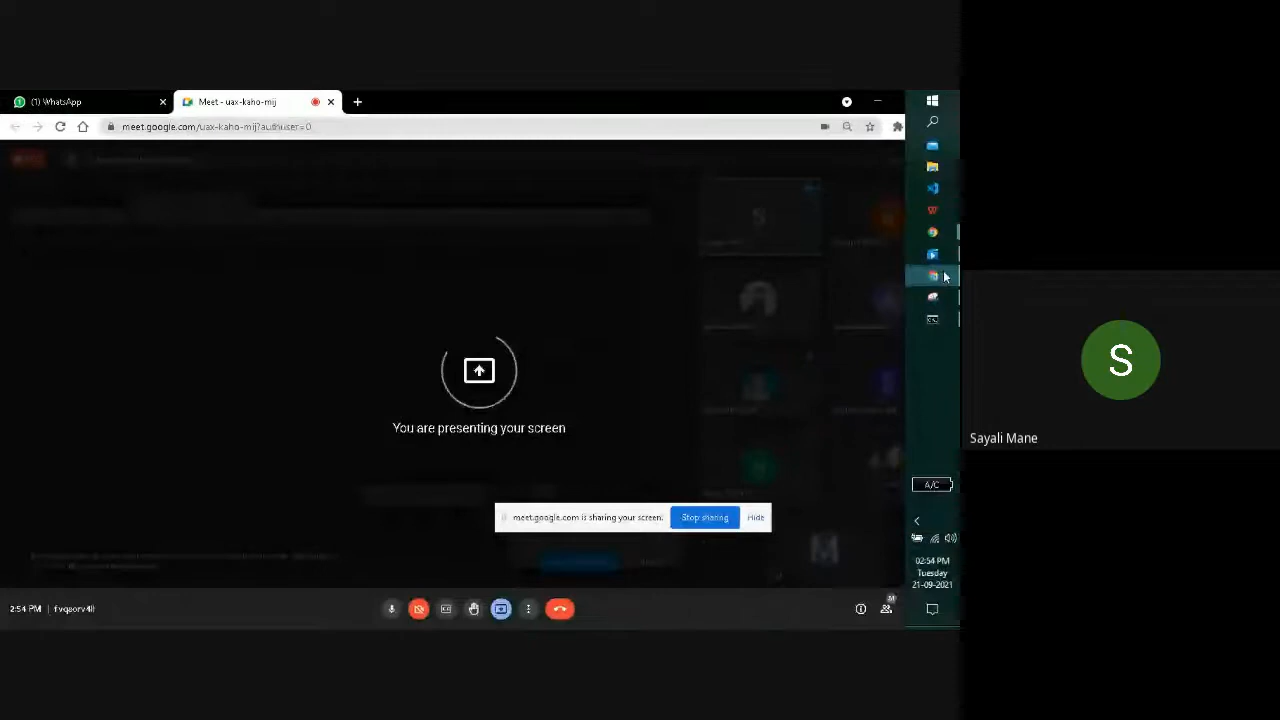 (1) WhatsApp
Meet - uax-kaho-mij
meet.google.com/uax-kaho-mij?authuser=0
S
You are presenting your screen
meet.google.com is sharing your screen.
Stop sharing
Hide
A/C
02:54 PM
Tuesday
21-09-2021
2:54 PM
M
S
Sayali Mane